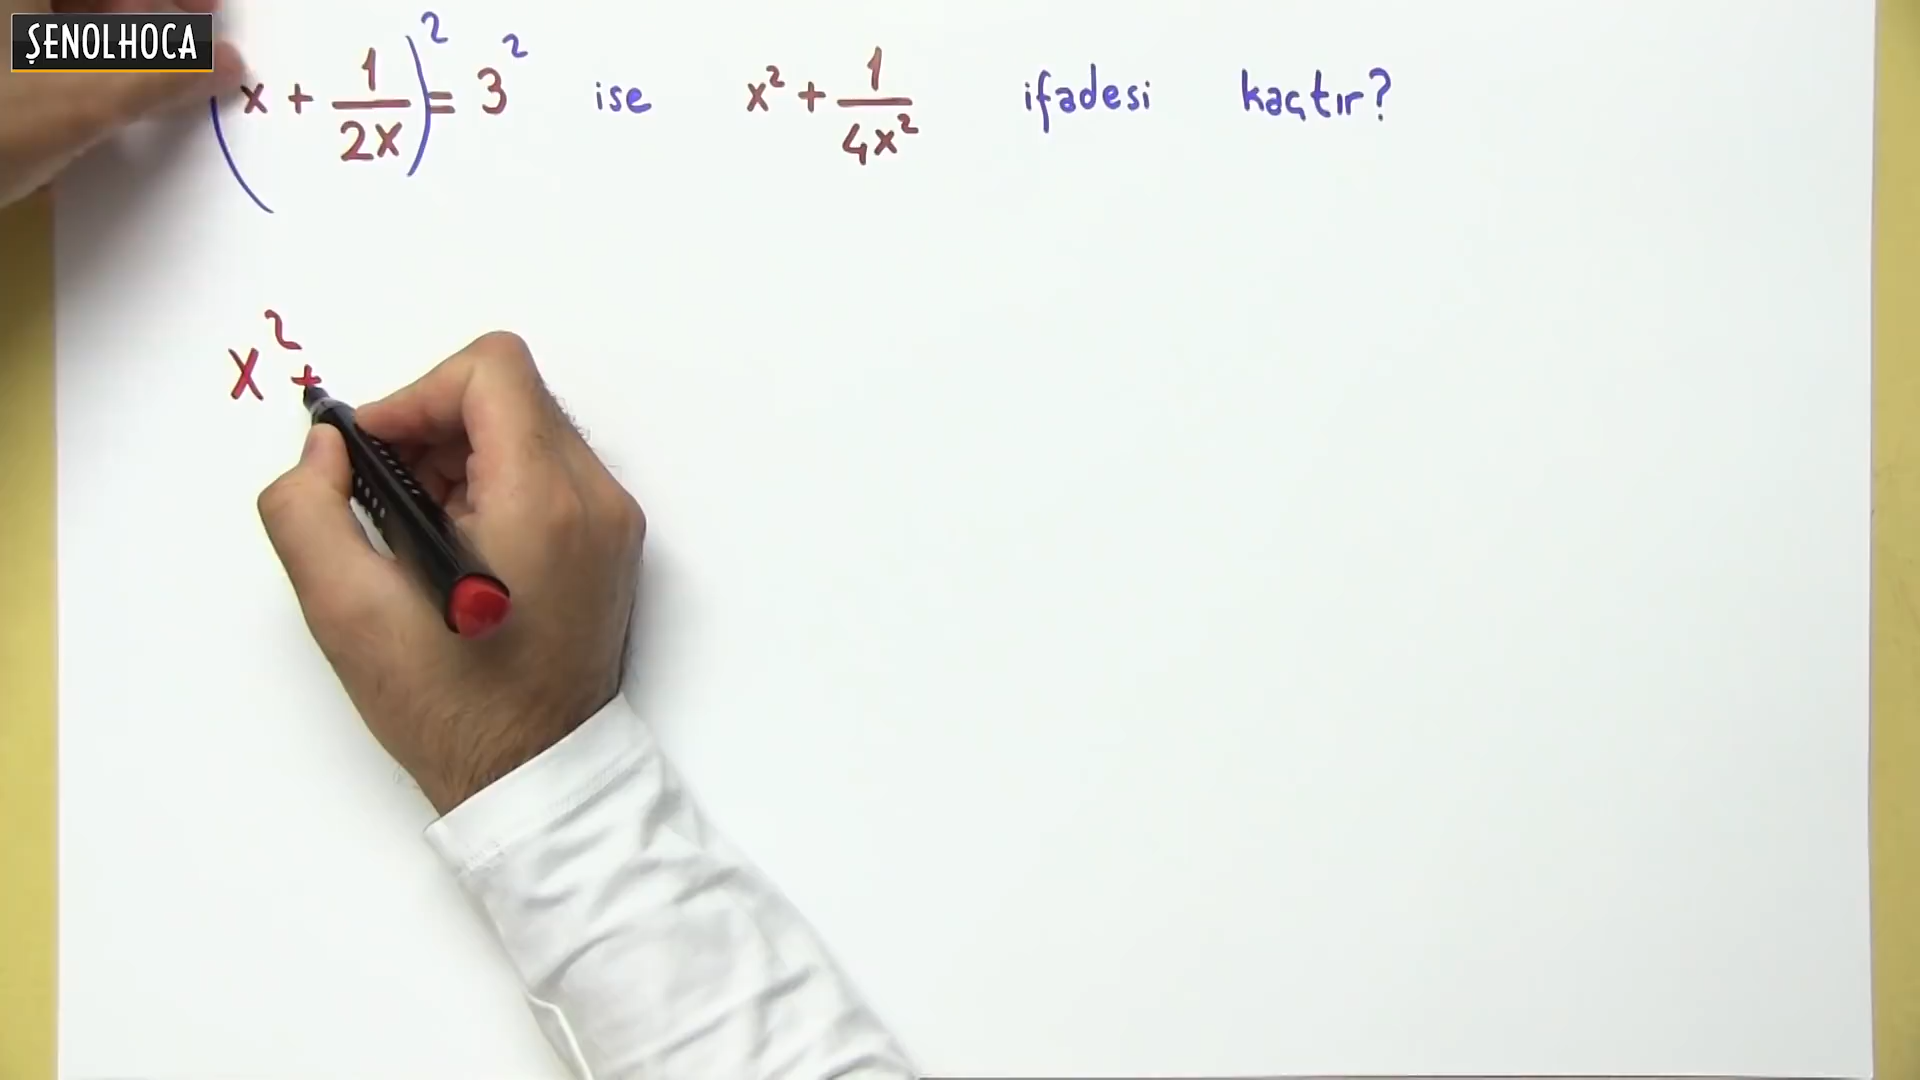 ŞENOLHOCA
(x + 1/2x)² = 3² ise x² + 1/4x² ifadesi kaçtır?
x² +